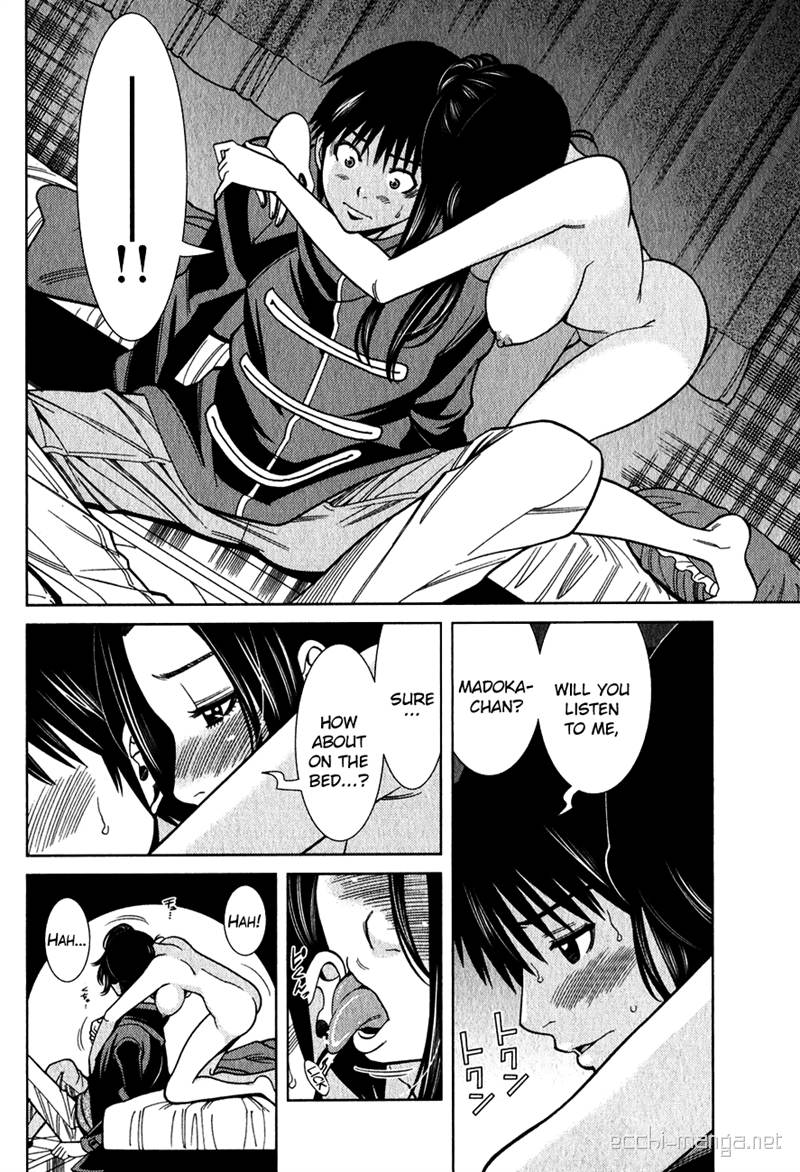 !!
WILL YOU
LISTEN
TO ME,
MADOKA-
CHAN?
SURE
...
HOW
ABOUT
ON THE
BED...?
トクン
トクン
LICK
HAH!
HAH...
ecchi-manga.net